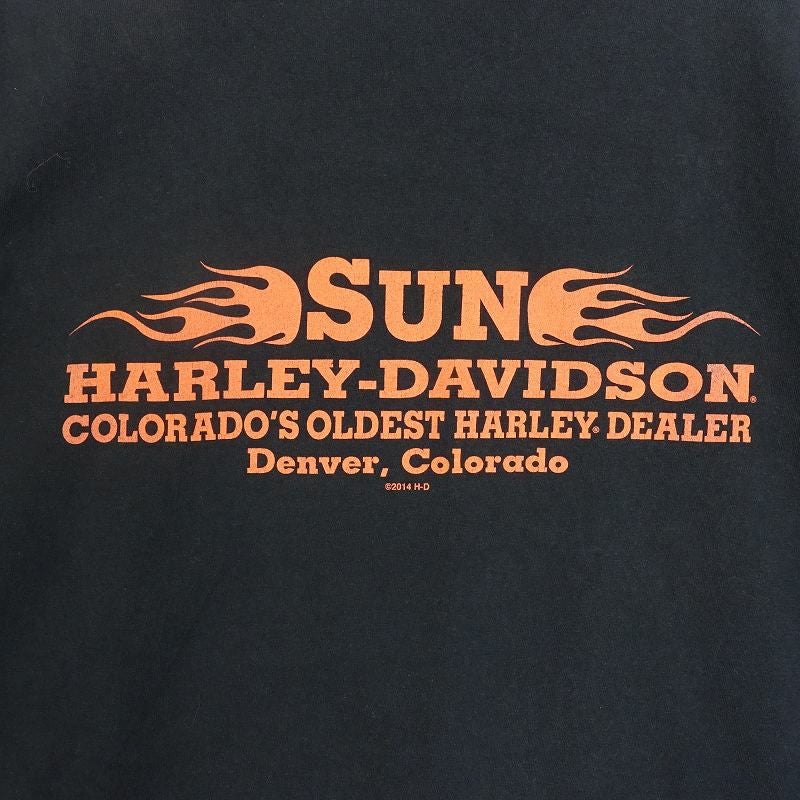 SUN
HARLEY-DAVIDSON®
COLORADO'S OLDEST HARLEY® DEALER
Denver, Colorado
©2014 H-D